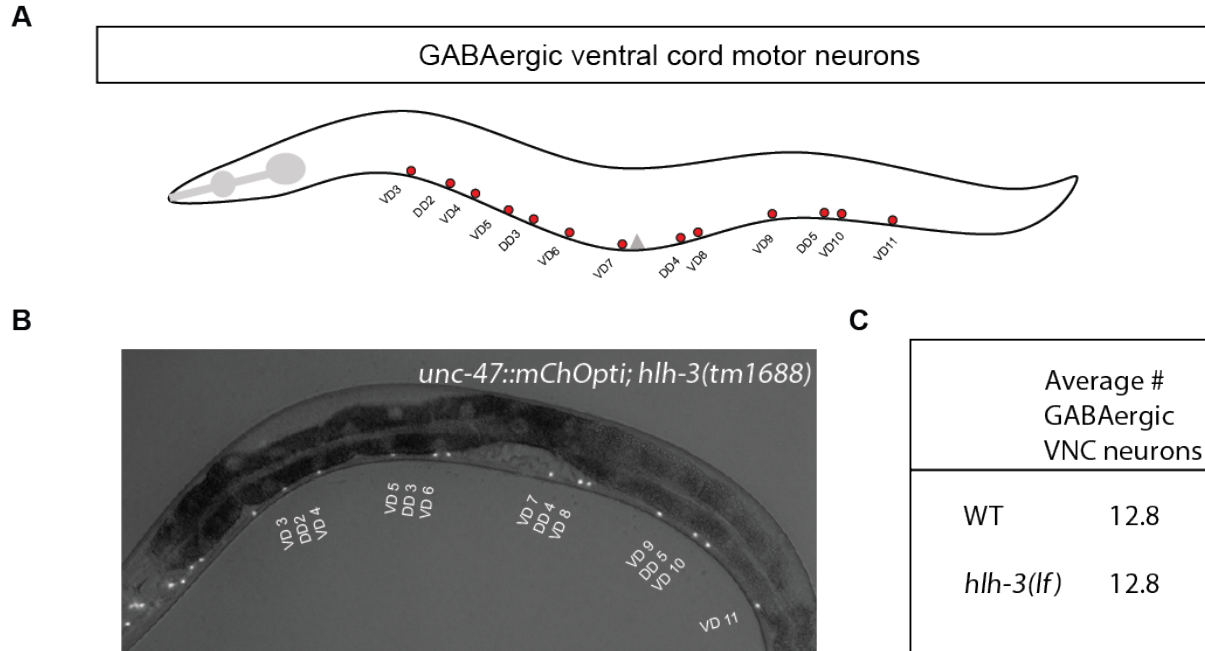 A
GABAergic ventral cord motor neurons
VD3
DD2
VD4
VD5
DD3
VD6
VD7
DD4
VD8
VD9
DD5
VD10
VD11
B
unc-47::mChOpti; hlh-3(tm1688)
VD 3
DD2
VD 4
VD 5
DD 3
VD 6
VD 7
DD 4
VD 8
VD 9
DD 5
VD 10
VD 11
C
Average #
GABAergic
VNC neurons
WT 12.8
hlh-3(lf) 12.8